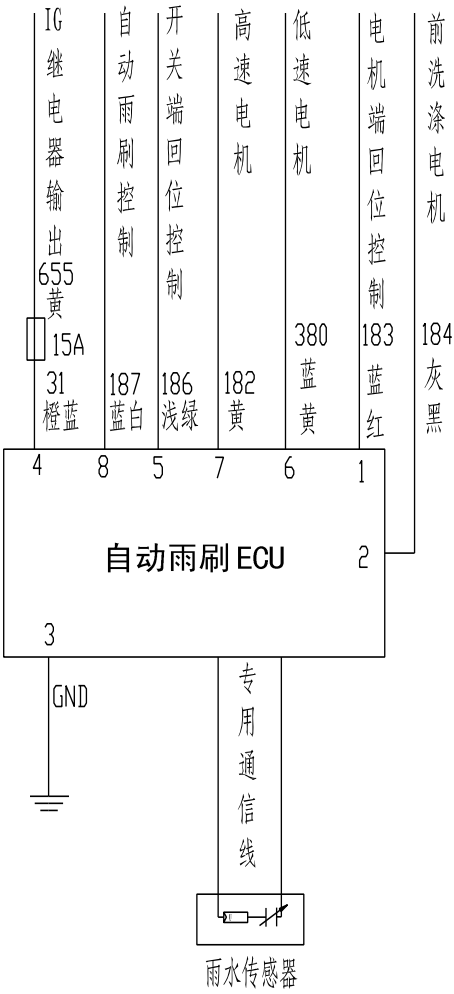 IG继电器输出
自动雨刷控制
开关端回位控制
高速电机
低速电机
电机端回位控制
前洗涤电机
655
黄
15A
31
橙蓝
187
蓝白
186
浅绿
182
黄
380
蓝黄
183
蓝红
184
灰黑
4
8
5
7
6
1
自动雨刷ECU
2
3
GND
专用通信线
雨水传感器